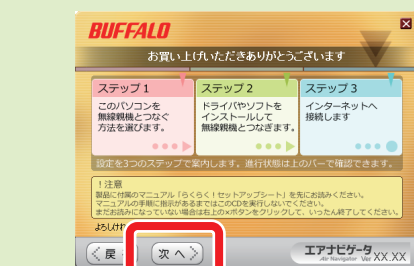 BUFFALO
お買い上げいただきありがとうございます
ステップ 1
このパソコンを
無線親機とつなぐ
方法を選びます。
ステップ 2
ドライバやソフトを
インストールして
無線親機とつなぎます。
ステップ 3
インターネットへ
接続します
設定を3つのステップで案内します。進行状態は上のバーで確認できます。
！注意
製品に付属のマニュアル「らくらく！セットアップシート」を先にお読みください。
マニュアルの手順に指示があるまではこのCDを実行しないでください。
まだお読みになっていない場合は右上の×ボタンをクリックして、いったん終了してください。
よろしけれ
戻
次へ
エアナビゲータ
Air Navigator Ver XX.XX